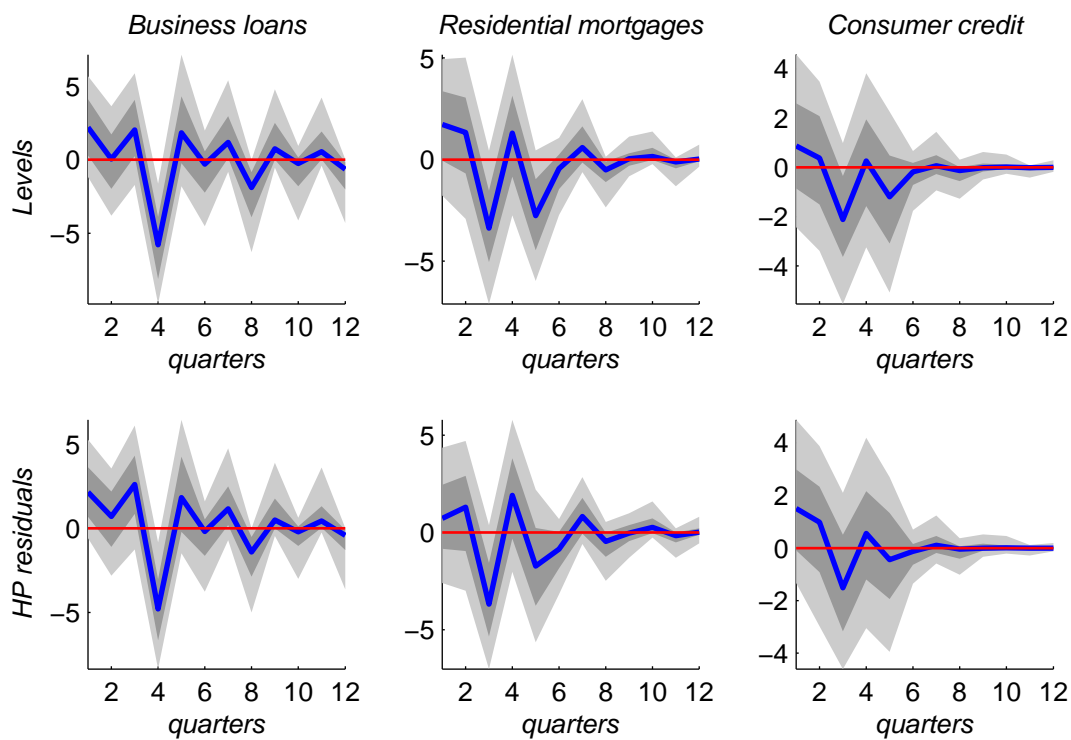 Business loans
Residential mortgages
Consumer credit
Levels
5
0
−5
2 4 6 8 10 12
quarters
5
0
−5
2 4 6 8 10 12
quarters
4
2
0
−2
−4
2 4 6 8 10 12
quarters
HP residuals
5
0
−5
2 4 6 8 10 12
quarters
5
0
−5
2 4 6 8 10 12
quarters
4
2
0
−2
−4
2 4 6 8 10 12
quarters